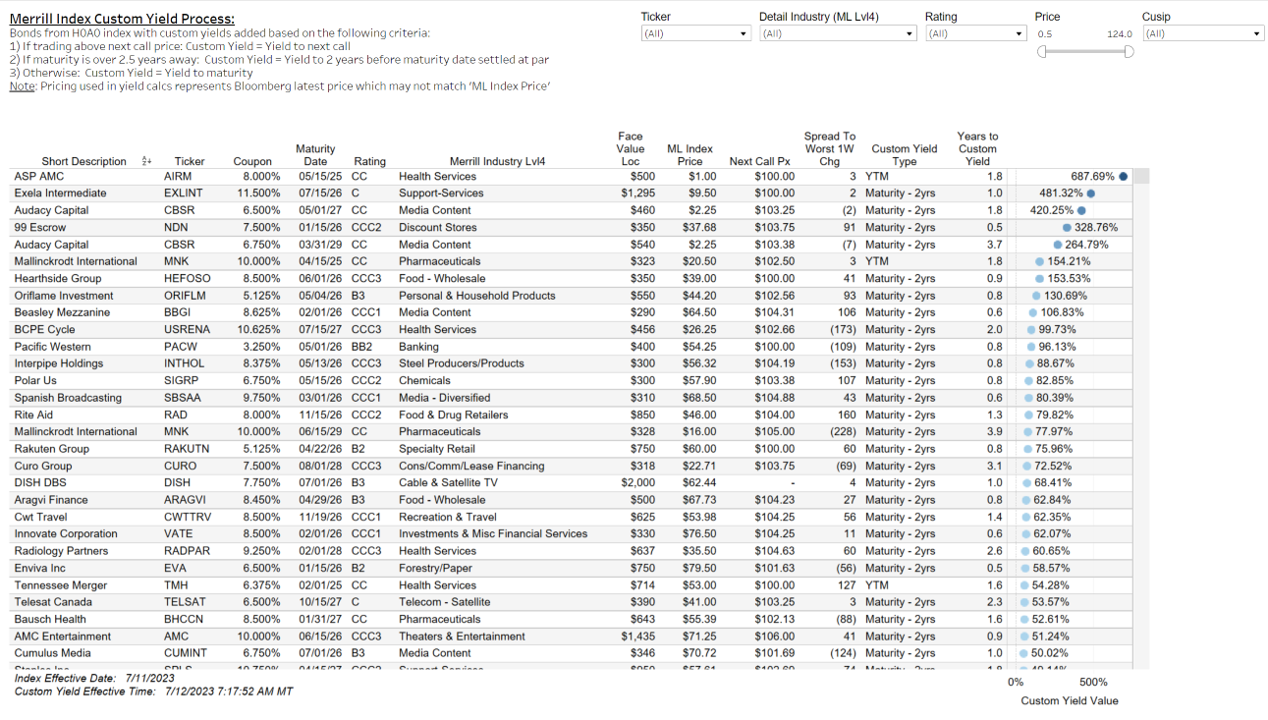 Merrill Index Custom Yield Process:
Bonds from H0A0 index with custom yields added based on the following criteria:
1) If trading above next call price: Custom Yield = Yield to next call
2) If maturity is over 2.5 years away:  Custom Yield = Yield to 2 years before maturity date settled at par
3) Otherwise:  Custom Yield = Yield to maturity
Note: Pricing used in yield calcs represents Bloomberg latest price which may not match 'ML Index Price'
Ticker Detail Industry (ML Lvl4) Rating Price Cusip
(All) (All) (All) 0.5 124.0 (All)
Short Description Ticker Coupon Maturity Date Rating Merrill Industry Lvl4 Face Value Loc ML Index Price Next Call Px Spread To Worst 1W Chg Custom Yield Type Years to Custom Yield
ASP AMC AIRM 8.000% 05/15/25 CC Health Services $500 $1.00 $100.00 3 YTM 1.8 687.69%
Exela Intermediate EXLINT 11.500% 07/15/26 C Support-Services $1,295 $9.50 $100.00 2 Maturity - 2yrs 1.0 481.32%
Audacy Capital CBSR 6.500% 05/01/27 CC Media Content $460 $2.25 $103.25 (2) Maturity - 2yrs 1.8 420.25%
99 Escrow NDN 7.500% 01/15/26 CCC2 Discount Stores $350 $37.68 $103.75 91 Maturity - 2yrs 0.5 328.76%
Audacy Capital CBSR 6.750% 03/31/29 CC Media Content $540 $2.25 $103.38 (7) Maturity - 2yrs 3.7 264.79%
Mallinckrodt International MNK 10.000% 04/15/25 CC Pharmaceuticals $323 $20.50 $102.50 3 YTM 1.8 154.21%
Hearthside Group HEFOSO 8.500% 06/01/26 CCC3 Food - Wholesale $350 $39.00 $100.00 41 Maturity - 2yrs 0.9 153.53%
Oriflame Investment ORIFLM 5.125% 05/04/26 B3 Personal & Household Products $550 $44.20 $102.56 93 Maturity - 2yrs 0.8 130.69%
Beasley Mezzanine BBGI 8.625% 02/01/26 CCC1 Media Content $290 $64.50 $104.31 106 Maturity - 2yrs 0.6 106.83%
BCPE Cycle USRENA 10.625% 07/15/27 CCC3 Health Services $456 $26.25 $102.66 (173) Maturity - 2yrs 2.0 99.73%
Pacific Western PACW 3.250% 05/01/26 BB2 Banking $400 $54.25 $100.00 (109) Maturity - 2yrs 0.8 96.13%
Interpipe Holdings INTHOL 8.375% 05/13/26 CCC3 Steel Producers/Products $300 $56.32 $104.19 (153) Maturity - 2yrs 0.8 88.67%
Polar Us SIGRP 6.750% 05/15/26 CCC2 Chemicals $300 $57.90 $103.38 107 Maturity - 2yrs 0.8 82.85%
Spanish Broadcasting SBSAA 9.750% 03/01/26 CCC1 Media - Diversified $310 $68.50 $104.88 43 Maturity - 2yrs 0.6 80.39%
Rite Aid RAD 8.000% 11/15/26 CCC2 Food & Drug Retailers $850 $46.00 $104.00 160 Maturity - 2yrs 1.3 79.82%
Mallinckrodt International MNK 10.000% 06/15/29 CC Pharmaceuticals $328 $16.00 $105.00 (228) Maturity - 2yrs 3.9 77.97%
Rakuten Group RAKUTN 5.125% 04/22/26 B2 Specialty Retail $750 $60.00 $100.00 60 Maturity - 2yrs 0.8 75.96%
Curo Group CURO 7.500% 08/01/28 CCC3 Cons/Comm/Lease Financing $318 $22.71 $103.75 (69) Maturity - 2yrs 3.1 72.52%
DISH DBS DISH 7.750% 07/01/26 B3 Cable & Satellite TV $2,000 $62.44 - 4 Maturity - 2yrs 1.0 68.41%
Aragvi Finance ARAGVI 8.450% 04/29/26 B3 Food - Wholesale $500 $67.73 $104.23 27 Maturity - 2yrs 0.8 62.84%
Cwt Travel CWTTRV 8.500% 11/19/26 CCC1 Recreation & Travel $625 $53.98 $104.25 56 Maturity - 2yrs 1.4 62.35%
Innovate Corporation VATE 8.500% 02/01/26 CCC1 Investments & Misc Financial Services $330 $76.50 $104.25 11 Maturity - 2yrs 0.6 62.07%
Radiology Partners RADPAR 9.250% 02/01/28 CCC3 Health Services $637 $35.50 $104.63 60 Maturity - 2yrs 2.6 60.65%
Enviva Inc EVA 6.500% 01/15/26 B2 Forestry/Paper $750 $79.50 $101.63 (56) Maturity - 2yrs 0.5 58.57%
Tennessee Merger TMH 6.375% 02/01/25 CC Health Services $714 $53.00 $100.00 127 YTM 1.6 54.28%
Telesat Canada TELSAT 6.500% 10/15/27 C Telecom - Satellite $390 $41.00 $103.25 3 Maturity - 2yrs 2.3 53.57%
Bausch Health BHCCN 8.500% 01/31/27 CC Pharmaceuticals $643 $55.39 $102.13 (88) Maturity - 2yrs 1.6 52.61%
AMC Entertainment AMC 10.000% 06/15/26 CCC3 Theaters & Entertainment $1,435 $71.25 $106.00 41 Maturity - 2yrs 0.9 51.24%
Cumulus Media CUMINT 6.750% 07/01/26 B3 Media Content $346 $70.72 $101.69 (124) Maturity - 2yrs 1.0 50.02%
Index Effective Date:  7/11/2023
Custom Yield Effective Time:  7/12/2023 7:17:52 AM MT
0% 500%
Custom Yield Value